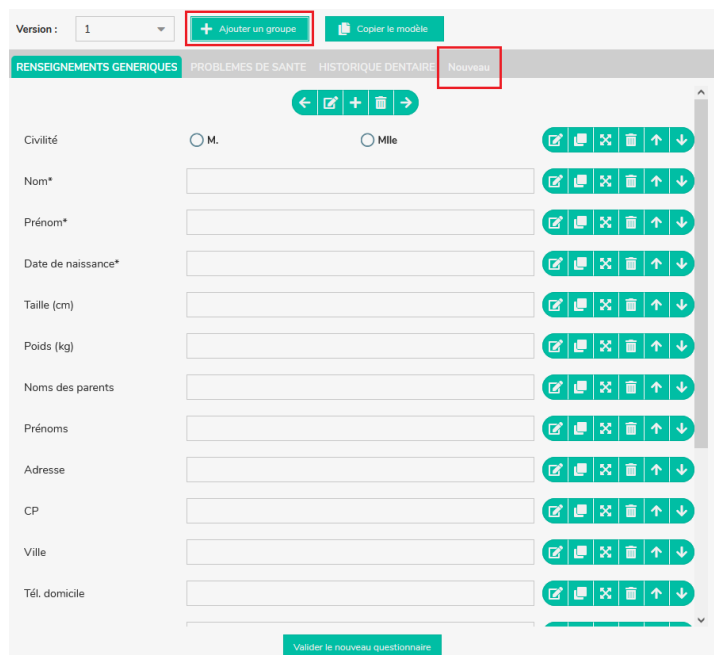 Version : 1 Ajouter un groupe Copier le modèle
RENSEIGNEMENTS GENERIQUES PROBLEMES DE SANTE HISTORIQUE DENTAIRE Nouveau
Civilité M. Mlle
Nom*
Prénom*
Date de naissance*
Taille (cm)
Poids (kg)
Noms des parents
Prénoms
Adresse
CP
Ville
Tél. domicile
Valider le nouveau questionnaire